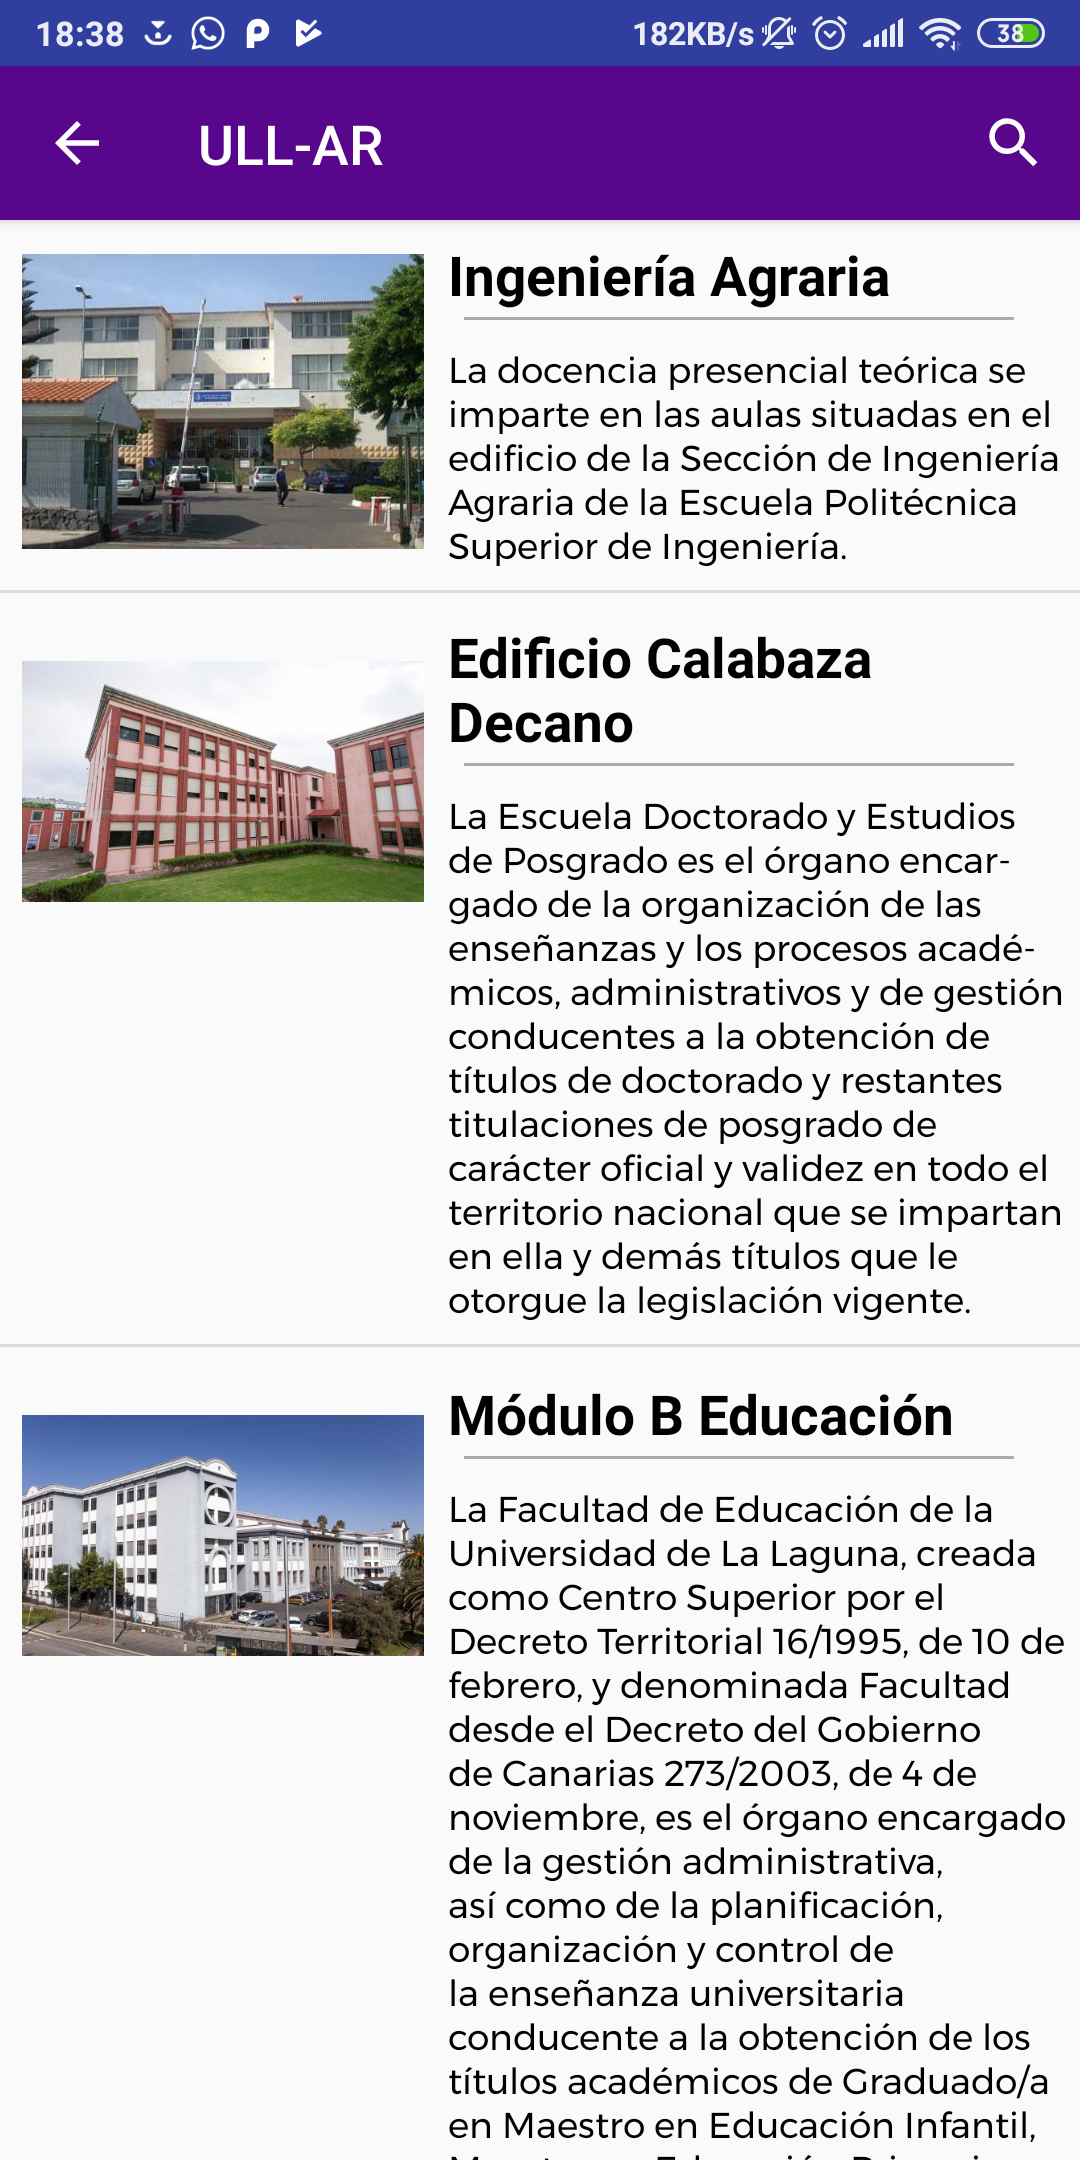 18:38 182KB/s 38
ULL-AR
Ingeniería Agraria
La docencia presencial teórica se
imparte en las aulas situadas en el
edificio de la Sección de Ingeniería
Agraria de la Escuela Politécnica
Superior de Ingeniería.
Edificio Calabaza
Decano
La Escuela Doctorado y Estudios
de Posgrado es el órgano encar-
gado de la organización de las
enseñanzas y los procesos acadé-
micos, administrativos y de gestión
conducentes a la obtención de
títulos de doctorado y restantes
titulaciones de posgrado de
carácter oficial y validez en todo el
territorio nacional que se impartan
en ella y demás títulos que le
otorgue la legislación vigente.
Módulo B Educación
La Facultad de Educación de la
Universidad de La Laguna, creada
como Centro Superior por el
Decreto Territorial 16/1995, de 10 de
febrero, y denominada Facultad
desde el Decreto del Gobierno
de Canarias 273/2003, de 4 de
noviembre, es el órgano encargado
de la gestión administrativa,
así como de la planificación,
organización y control de
la enseñanza universitaria
conducente a la obtención de los
títulos académicos de Graduado/a
en Maestro en Educación Infantil,